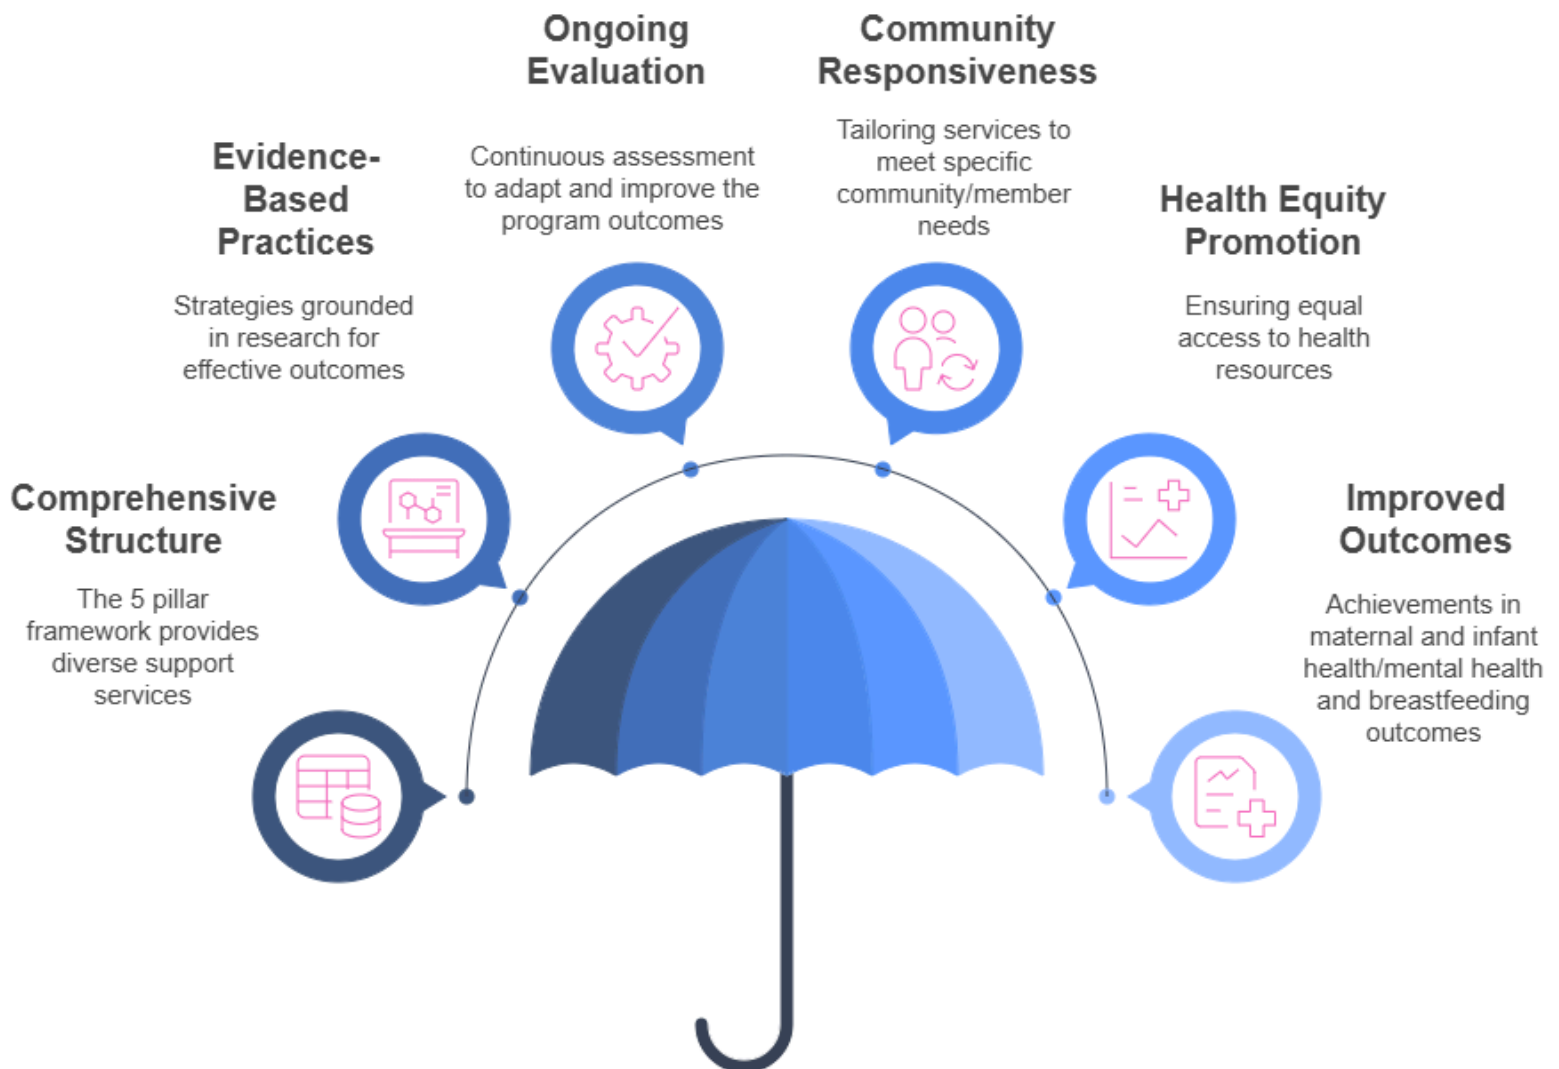 Comprehensive
Structure
The 5 pillar
framework provides
diverse support
services
Evidence-
Based
Practices
Strategies grounded
in research for
effective outcomes
Ongoing
Evaluation
Continuous assessment
to adapt and improve the
program outcomes
Community
Responsiveness
Tailoring services to
meet specific
community/member
needs
Health Equity
Promotion
Ensuring equal
access to health
resources
Improved
Outcomes
Achievements in
maternal and infant
health/mental health
and breastfeeding
outcomes